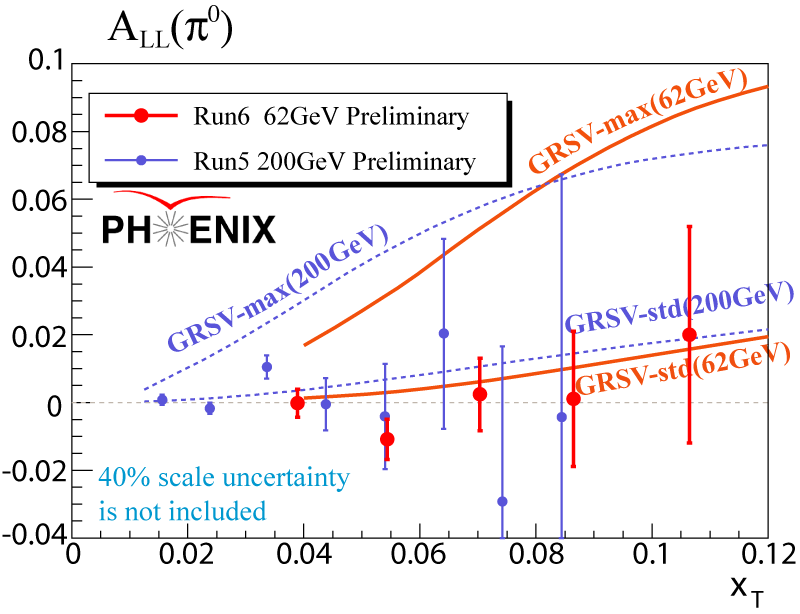 A_LL(π⁰)
0.1
0.08
0.06
0.04
0.02
0
-0.02
-0.04
Run6 62GeV Preliminary
Run5 200GeV Preliminary
PHENIX
GRSV-max(62GeV)
GRSV-max(200GeV)
GRSV-std(200GeV)
GRSV-std(62GeV)
40% scale uncertainty
is not included
0 0.02 0.04 0.06 0.08 0.1 0.12
x_T